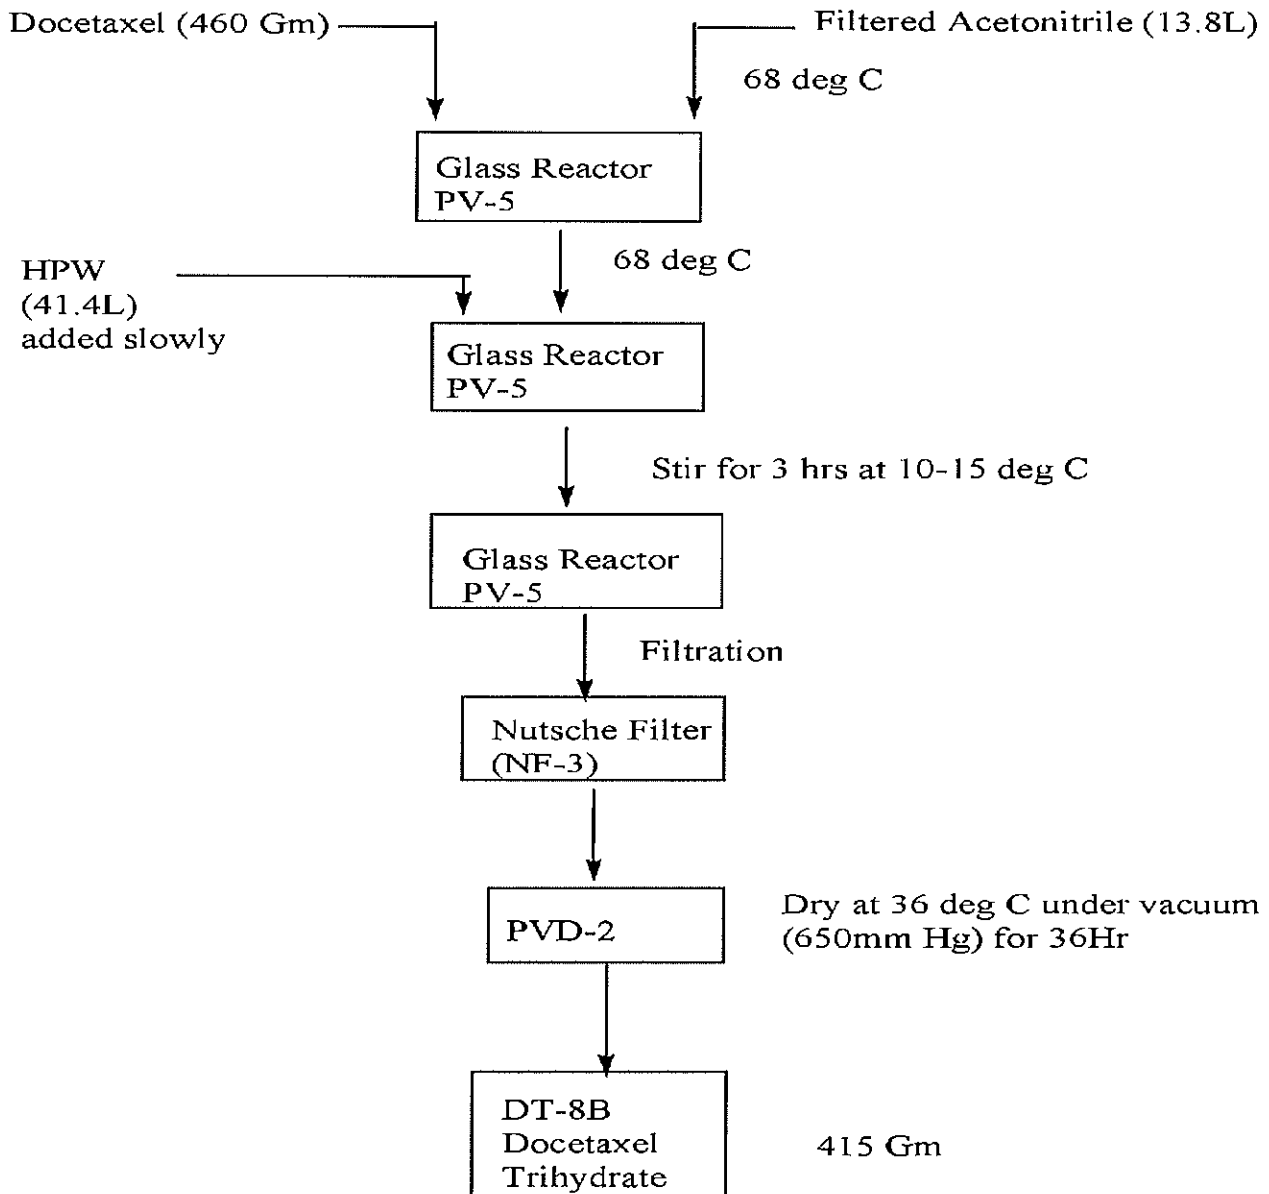 Docetaxel (460 Gm)
Filtered Acetonitrile (13.8L)
68 deg C
Glass Reactor
PV-5
68 deg C
HPW
(41.4L)
added slowly
Glass Reactor
PV-5
Stir for 3 hrs at 10-15 deg C
Glass Reactor
PV-5
Filtration
Nutsche Filter
(NF-3)
PVD-2
Dry at 36 deg C under vacuum
(650mm Hg) for 36Hr
DT-8B
Docetaxel
Trihydrate
415 Gm